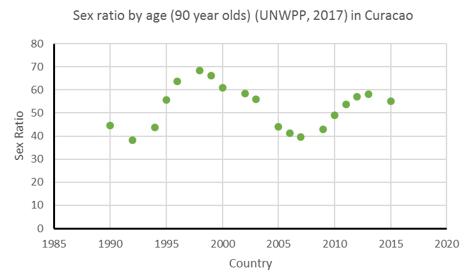 Sex ratio by age (90 year olds) (UNWPP, 2017) in Curacao
80
70
60
50
40
30
20
10
0
Sex Ratio
1985 1990 1995 2000 2005 2010 2015 2020
Country